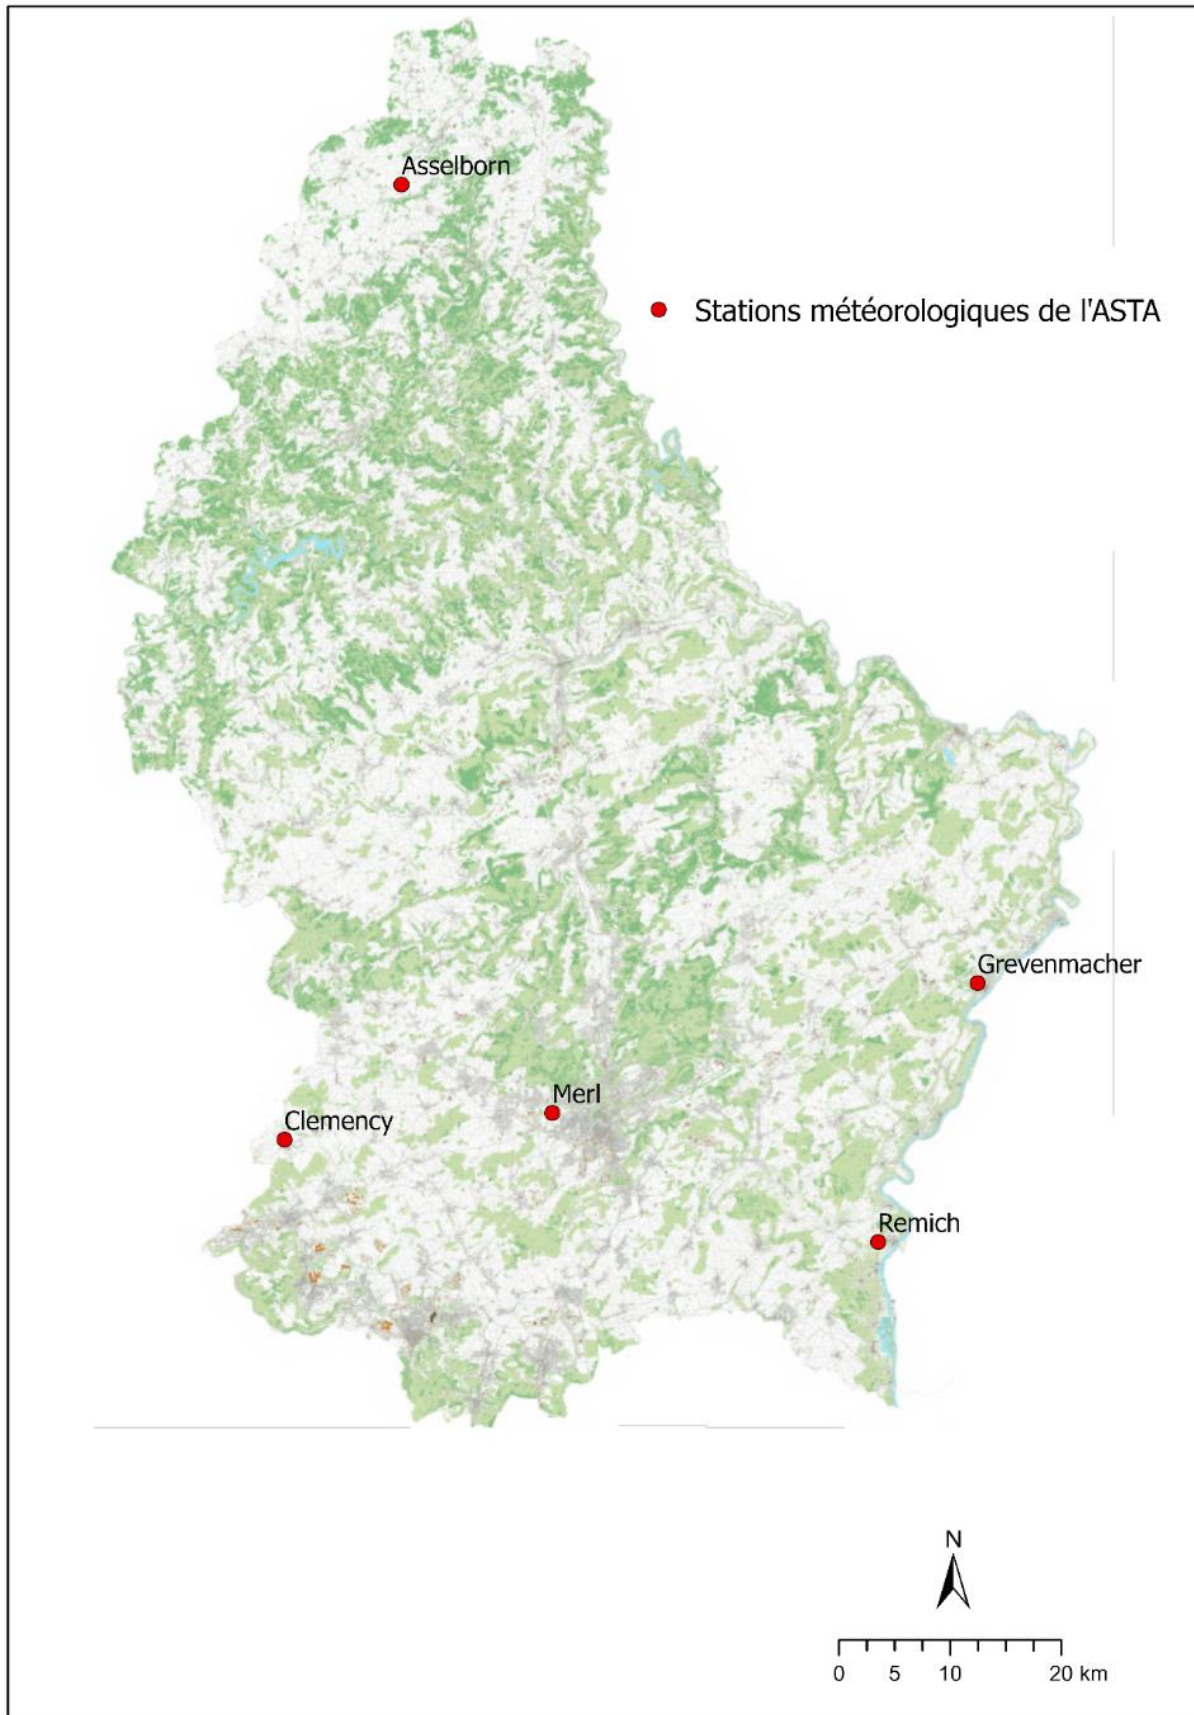 Asselborn
Stations météorologiques de l'ASTA
Grevenmacher
Merl
Clemency
Remich
N
0 5 10 20 km